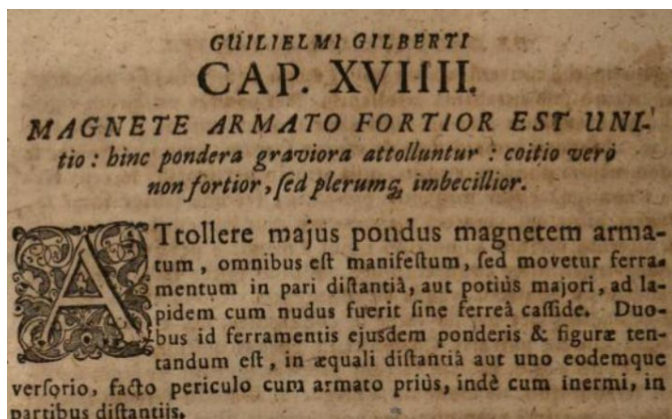 GUILIELMI GILBERTI
CAP. XVIIII.
MAGNETE ARMATO FORTIOR EST UNI-
tio : hinc pondera graviora attolluntur : coitio verò
non fortior, ſed plerumq; imbecillior.
ATtollere majus pondus magnetem arma-
tum, omnibus eſt manifeſtum, ſed movetur ferra-
mentum in pari diſtantiâ, aut potiùs majori, ad la-
pidem cum nudus fuerit ſine ferreâ caſſide. Duo-
bus id ferramentis ejusdem ponderis & figuræ ten-
tandum eſt, in æquali diſtantiâ aut uno eodemque
verſorio, facto periculo cum armato priùs, indè cum inermi, in
partibus diſtantijs.